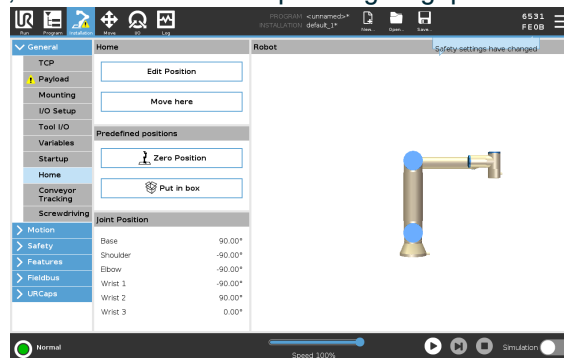 PROGRAM <unnamed>*
INSTALLATION default_1*
6531
FE0B
Run
Program
Installation
Move
I/O
Log
New...
Open...
Save...
Safety settings have changed
General
TCP
Payload
Mounting
I/O Setup
Tool I/O
Variables
Startup
Home
Conveyor
Tracking
Screwdriving
Motion
Safety
Features
Fieldbus
URCaps
Home
Edit Position
Move here
Predefined positions
Zero Position
Put in box
Joint Position
Base 90.00°
Shoulder -90.00°
Elbow -90.00°
Wrist 1 -90.00°
Wrist 2 90.00°
Wrist 3 0.00°
Robot
Normal
Speed 100%
Simulation